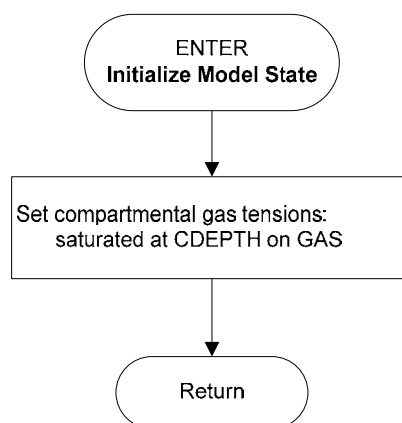 ENTER
Initialize Model State
Set compartmental gas tensions:
saturated at CDEPTH on GAS
Return